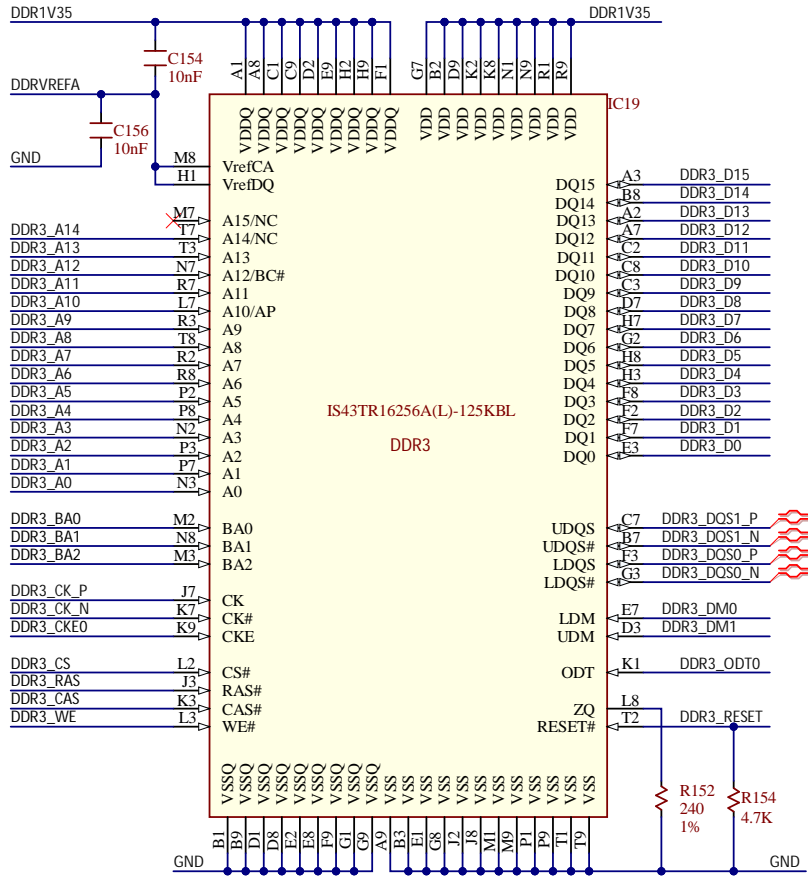 DDR1V35
DDR1V35
C154
10nF
DDRVREFA
C156
10nF
GND
A1 A8 C1 C9 D2 E9 H2 H9 F1
G7 B2 D9 K2 K8 N1 N9 R1 R9
IC19
VDDQ VDDQ VDDQ VDDQ VDDQ VDDQ VDDQ VDDQ VDDQ
VDD VDD VDD VDD VDD VDD VDD VDD VDD
M8 VrefCA
H1 VrefDQ
M7 A15/NC
DDR3_A14 T7 A14/NC
DDR3_A13 T3 A13
DDR3_A12 N7 A12/BC#
DDR3_A11 R7 A11
DDR3_A10 L7 A10/AP
DDR3_A9 R3 A9
DDR3_A8 T8 A8
DDR3_A7 R2 A7
DDR3_A6 R8 A6
DDR3_A5 P2 A5
DDR3_A4 P8 A4
DDR3_A3 N2 A3
DDR3_A2 P3 A2
DDR3_A1 P7 A1
DDR3_A0 N3 A0
DDR3_BA0 M2 BA0
DDR3_BA1 N8 BA1
DDR3_BA2 M3 BA2
DDR3_CK_P J7 CK
DDR3_CK_N K7 CK#
DDR3_CKE0 K9 CKE
DDR3_CS L2 CS#
DDR3_RAS J3 RAS#
DDR3_CAS K3 CAS#
DDR3_WE L3 WE#
IS43TR16256A(L)-125KBL
DDR3
DQ15 A3 DDR3_D15
DQ14 B8 DDR3_D14
DQ13 A2 DDR3_D13
DQ12 A7 DDR3_D12
DQ11 C2 DDR3_D11
DQ10 C8 DDR3_D10
DQ9 C3 DDR3_D9
DQ8 D7 DDR3_D8
DQ7 H7 DDR3_D7
DQ6 G2 DDR3_D6
DQ5 H8 DDR3_D5
DQ4 H3 DDR3_D4
DQ3 F8 DDR3_D3
DQ2 F2 DDR3_D2
DQ1 F7 DDR3_D1
DQ0 E3 DDR3_D0
UDQS C7 DDR3_DQS1_P
UDQS# B7 DDR3_DQS1_N
LDQS F3 DDR3_DQS0_P
LDQS# G3 DDR3_DQS0_N
LDM E7 DDR3_DM0
UDM D3 DDR3_DM1
ODT K1 DDR3_ODT0
ZQ L8
RESET# T2 DDR3_RESET
R152
240
1%
R154
4.7K
VSSQ VSSQ VSSQ VSSQ VSSQ VSSQ VSSQ VSSQ VSSQ VSS VSS VSS VSS VSS VSS VSS VSS VSS VSS VSS VSS
B1 B9 D1 D8 E2 E8 F9 G1 G9 A9 B3 E1 G8 J2 J8 M1 M9 P1 P9 T1 T9
GND
GND